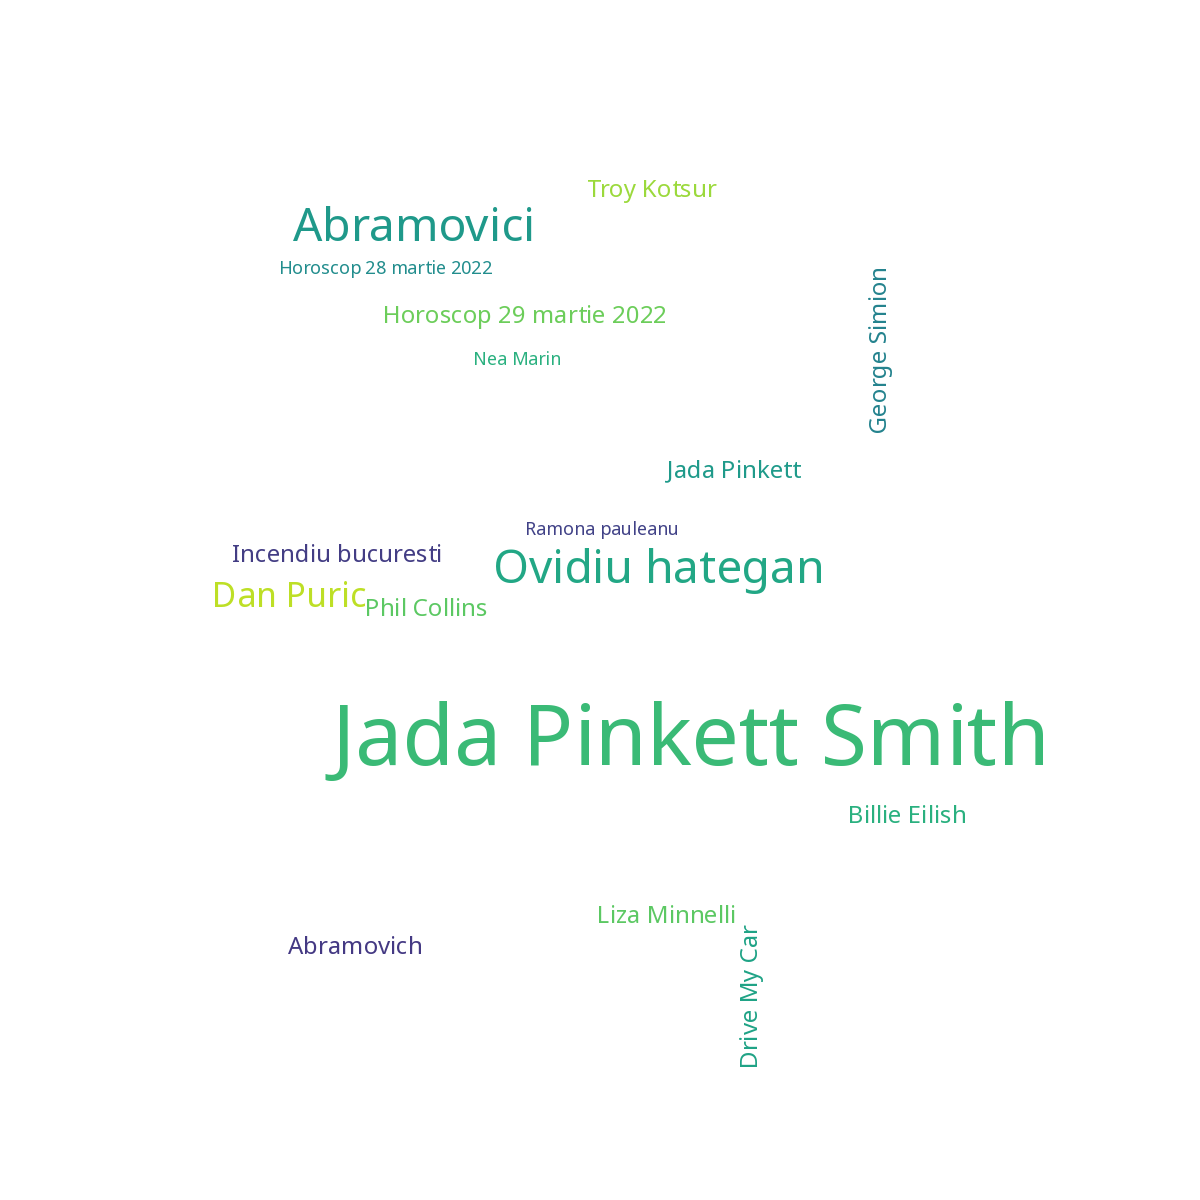 Troy Kotsur
Abramovici
Horoscop 28 martie 2022
Horoscop 29 martie 2022
George Simion
Nea Marin
Jada Pinkett
Ramona pauleanu
Incendiu bucuresti
Ovidiu hategan
Dan Puric
Phil Collins
Jada Pinkett Smith
Billie Eilish
Liza Minnelli
Abramovich
Drive My Car